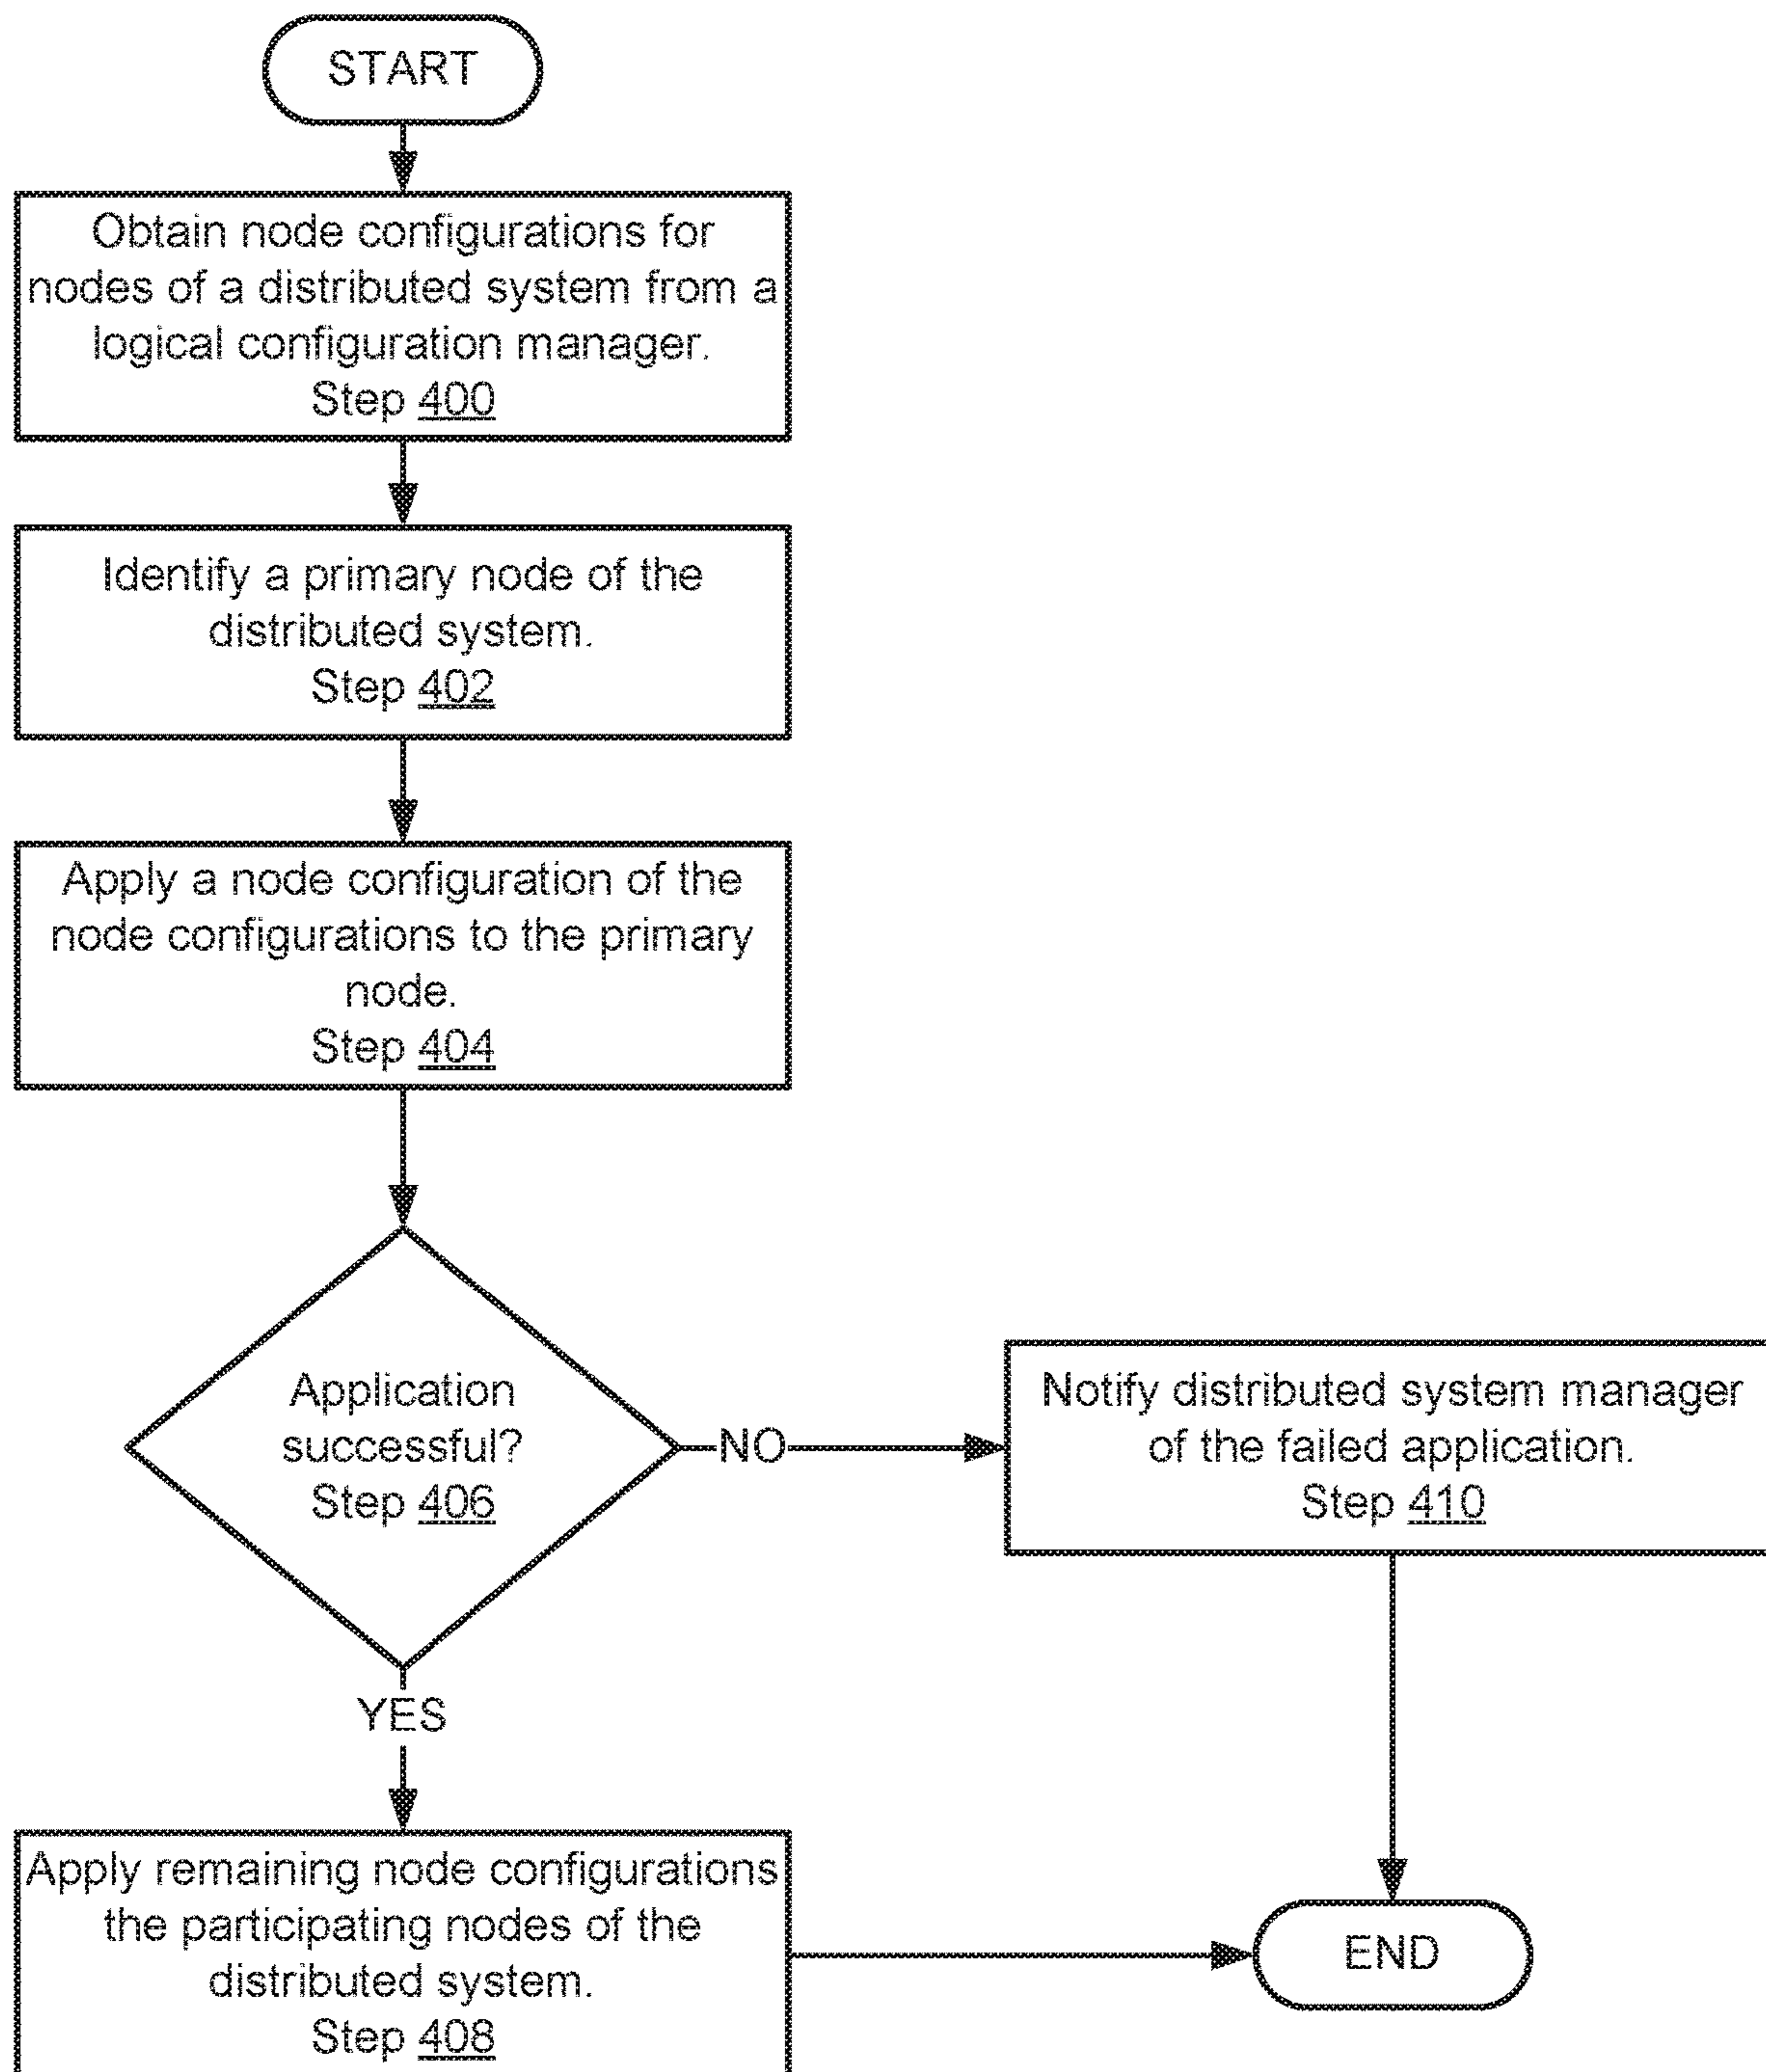 START
Obtain node configurations for
nodes of a distributed system from a
logical configuration manager.
Step 400
Identify a primary node of the
distributed system.
Step 402
Apply a node configuration of the
node configurations to the primary
node.
Step 404
Application
successful?
Step 406
NO
Notify distributed system manager
of the failed application.
Step 410
YES
Apply remaining node configurations
the participating nodes of the
distributed system.
Step 408
END